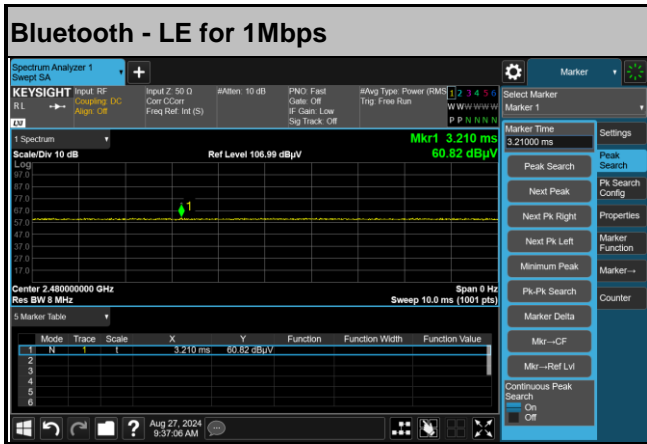 Bluetooth - LE for 1Mbps
Spectrum Analyzer 1
Swept SA
Marker
KEYSIGHT Input: RF Input Z: 50 Ω #Atten: 10 dB PNO: Fast #Avg Type: Power (RMS 1 2 3 4 5 6
RL Coupling: DC Corr CCorr Gate: Off Trig: Free Run
Align: Off Freq Ref: Int (S) IF Gain: Low W W W W W W
LXI Sig Track: Off P P N N N N
Select Marker
Marker 1
1 Spectrum
Mkr1 3.210 ms
Scale/Div 10 dB Ref Level 106.99 dBµV 60.82 dBµV
Log
97.0
87.0
77.0
67.0
57.0
47.0
37.0
27.0
17.0
1
Center 2.480000000 GHz Span 0 Hz
Res BW 8 MHz Sweep 10.0 ms (1001 pts)
5 Marker Table
Mode Trace Scale X Y Function Function Width Function Value
1 N 1 t 3.210 ms 60.82 dBµV
2
3
4
5
6
Marker Time
3.21000 ms
Peak Search
Next Peak
Next Pk Right
Next Pk Left
Minimum Peak
Pk-Pk Search
Marker Delta
Mkr→CF
Mkr→Ref Lvl
Continuous Peak
Search
On
Off
Settings
Peak
Search
Pk Search
Config
Properties
Marker
Function
Marker→
Counter
?
Aug 27, 2024
9:37:06 AM